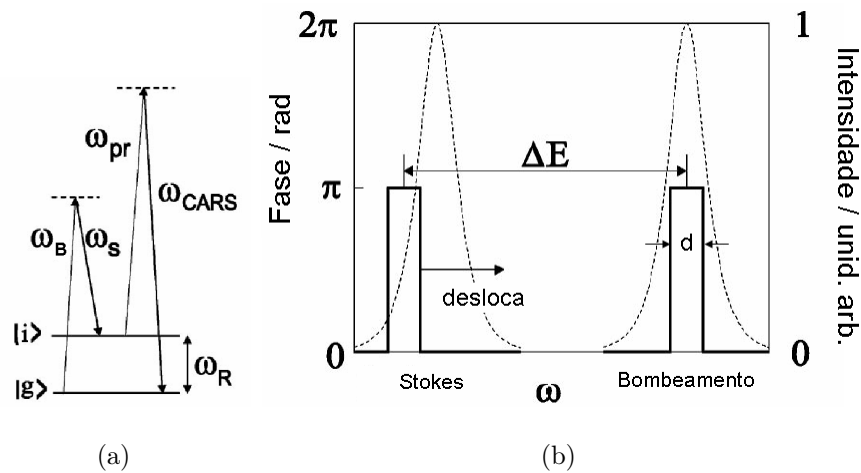 ω_pr
ω_CARS
ω_B
ω_S
|i>
ω_R
|g>
(a)
2π
1
Fase / rad
Intensidade / unid. arb.
ΔE
π
d
desloca
0
0
Stokes
ω
Bombeamento
(b)